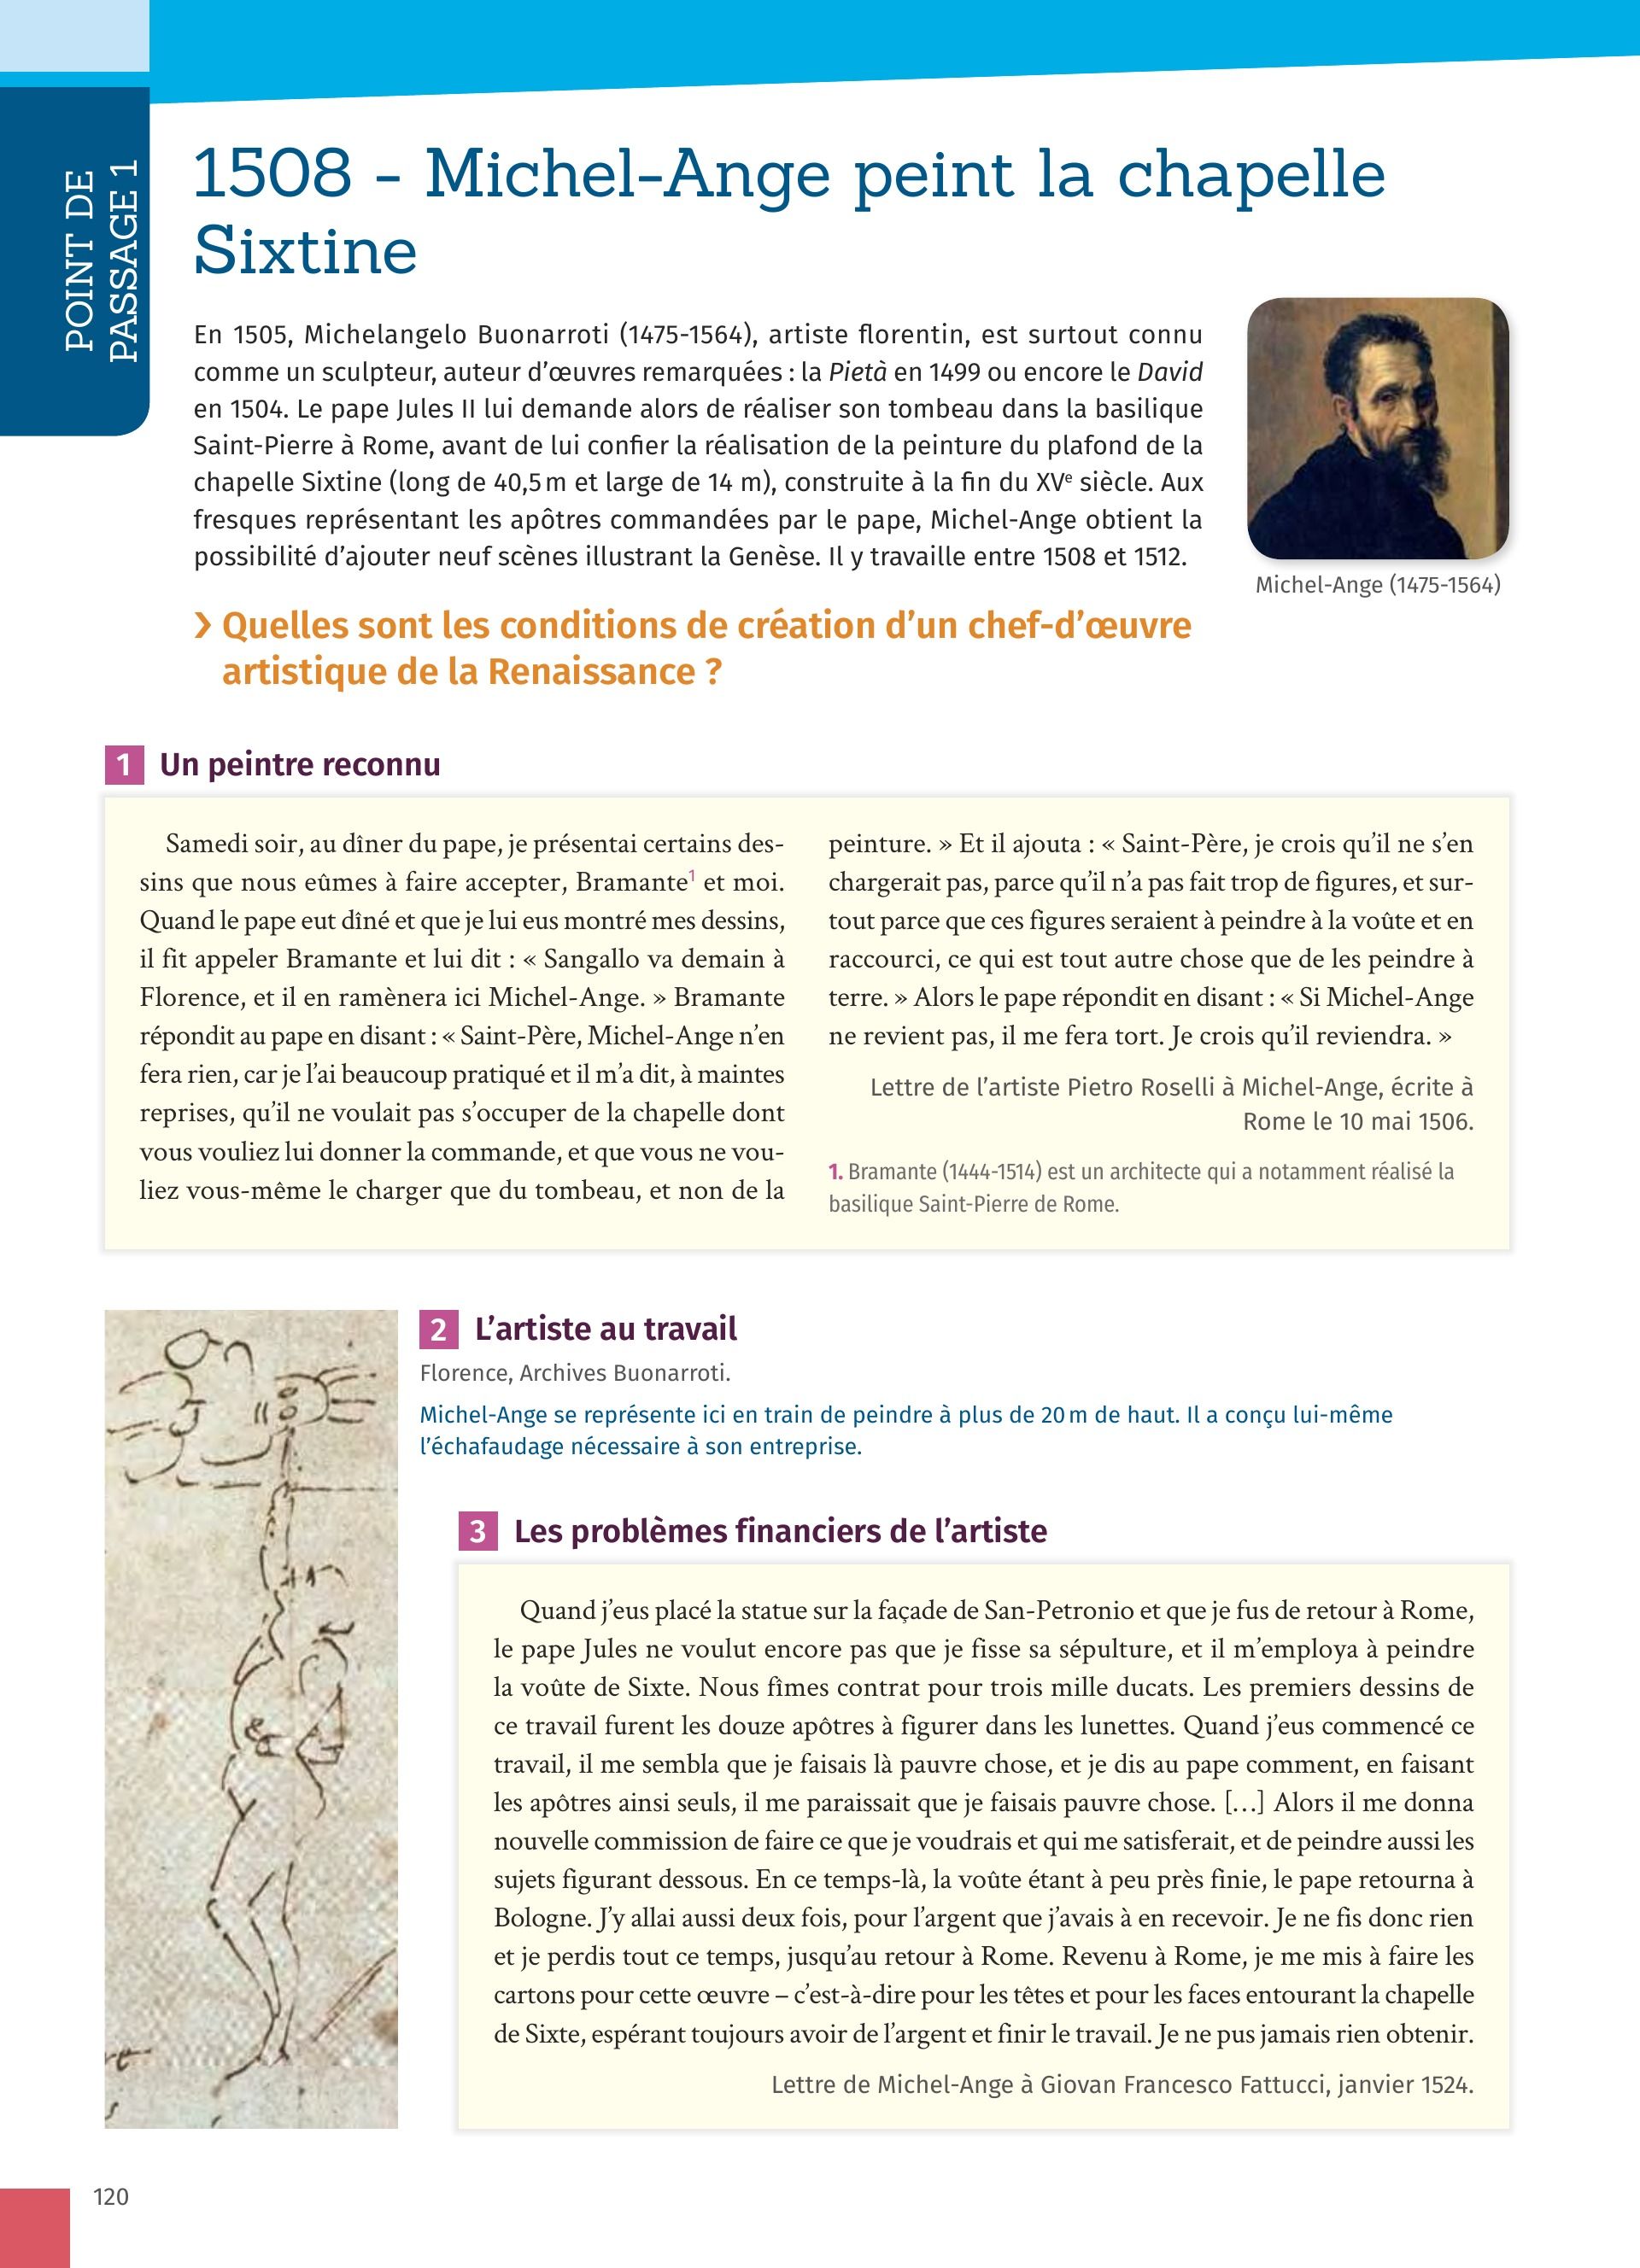 POINT DE
PASSAGE 1
1508 - Michel-Ange peint la chapelle
Sixtine
En 1505, Michelangelo Buonarroti (1475-1564), artiste florentin, est surtout connu
comme un sculpteur, auteur d’œuvres remarquées : la Pietà en 1499 ou encore le David
en 1504. Le pape Jules II lui demande alors de réaliser son tombeau dans la basilique
Saint-Pierre à Rome, avant de lui confier la réalisation de la peinture du plafond de la
chapelle Sixtine (long de 40,5 m et large de 14 m), construite à la fin du XVe siècle. Aux
fresques représentant les apôtres commandées par le pape, Michel-Ange obtient la
possibilité d’ajouter neuf scènes illustrant la Genèse. Il y travaille entre 1508 et 1512.
Michel-Ange (1475-1564)
› Quelles sont les conditions de création d’un chef-d’œuvre
artistique de la Renaissance ?
1 Un peintre reconnu
Samedi soir, au dîner du pape, je présentai certains des-
sins que nous eûmes à faire accepter, Bramante1 et moi.
Quand le pape eut dîné et que je lui eus montré mes dessins,
il fit appeler Bramante et lui dit : « Sangallo va demain à
Florence, et il en ramènera ici Michel-Ange. » Bramante
répondit au pape en disant : « Saint-Père, Michel-Ange n’en
fera rien, car je l’ai beaucoup pratiqué et il m’a dit, à maintes
reprises, qu’il ne voulait pas s’occuper de la chapelle dont
vous vouliez lui donner la commande, et que vous ne vou-
liez vous-même le charger que du tombeau, et non de la
peinture. » Et il ajouta : « Saint-Père, je crois qu’il ne s’en
chargerait pas, parce qu’il n’a pas fait trop de figures, et sur-
tout parce que ces figures seraient à peindre à la voûte et en
raccourci, ce qui est tout autre chose que de les peindre à
terre. » Alors le pape répondit en disant : « Si Michel-Ange
ne revient pas, il me fera tort. Je crois qu’il reviendra. »
Lettre de l’artiste Pietro Roselli à Michel-Ange, écrite à
Rome le 10 mai 1506.
1. Bramante (1444-1514) est un architecte qui a notamment réalisé la
basilique Saint-Pierre de Rome.
2 L’artiste au travail
Florence, Archives Buonarroti.
Michel-Ange se représente ici en train de peindre à plus de 20 m de haut. Il a conçu lui-même
l’échafaudage nécessaire à son entreprise.
3 Les problèmes financiers de l’artiste
Quand j’eus placé la statue sur la façade de San-Petronio et que je fus de retour à Rome,
le pape Jules ne voulut encore pas que je fisse sa sépulture, et il m’employa à peindre
la voûte de Sixte. Nous fîmes contrat pour trois mille ducats. Les premiers dessins de
ce travail furent les douze apôtres à figurer dans les lunettes. Quand j’eus commencé ce
travail, il me sembla que je faisais là pauvre chose, et je dis au pape comment, en faisant
les apôtres ainsi seuls, il me paraissait que je faisais pauvre chose. […] Alors il me donna
nouvelle commission de faire ce que je voudrais et qui me satisferait, et de peindre aussi les
sujets figurant dessous. En ce temps-là, la voûte étant à peu près finie, le pape retourna à
Bologne. J’y allai aussi deux fois, pour l’argent que j’avais à en recevoir. Je ne fis donc rien
et je perdis tout ce temps, jusqu’au retour à Rome. Revenu à Rome, je me mis à faire les
cartons pour cette œuvre – c’est-à-dire pour les têtes et pour les faces entourant la chapelle
de Sixte, espérant toujours avoir de l’argent et finir le travail. Je ne pus jamais rien obtenir.
Lettre de Michel-Ange à Giovan Francesco Fattucci, janvier 1524.
120